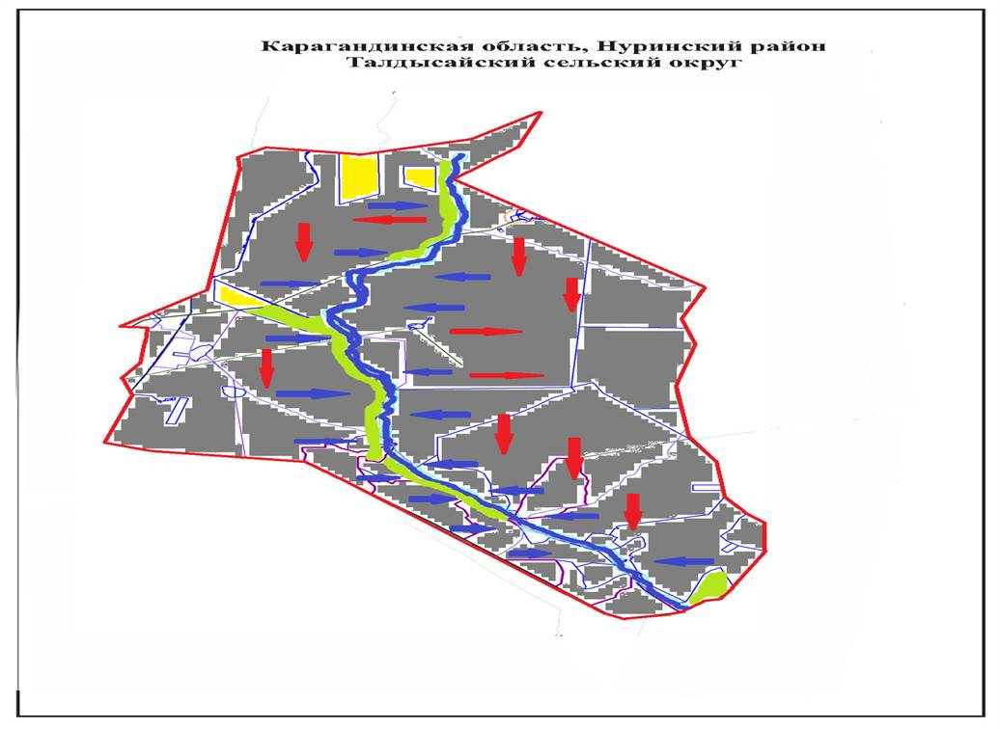 Карагандинская область, Нуринский район
Талдысайский сельский округ